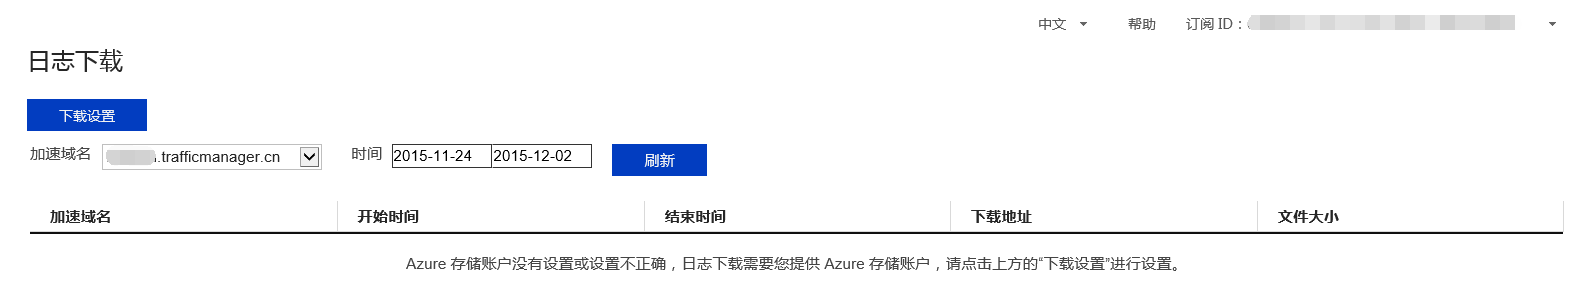 中文 帮助 订阅 ID：
日志下载
下载设置
加速域名 .trafficmanager.cn 时间 2015-11-24 2015-12-02 刷新
加速域名 开始时间 结束时间 下载地址 文件大小
Azure 存储账户没有设置或设置不正确，日志下载需要您提供 Azure 存储账户，请点击上方的“下载设置”进行设置。